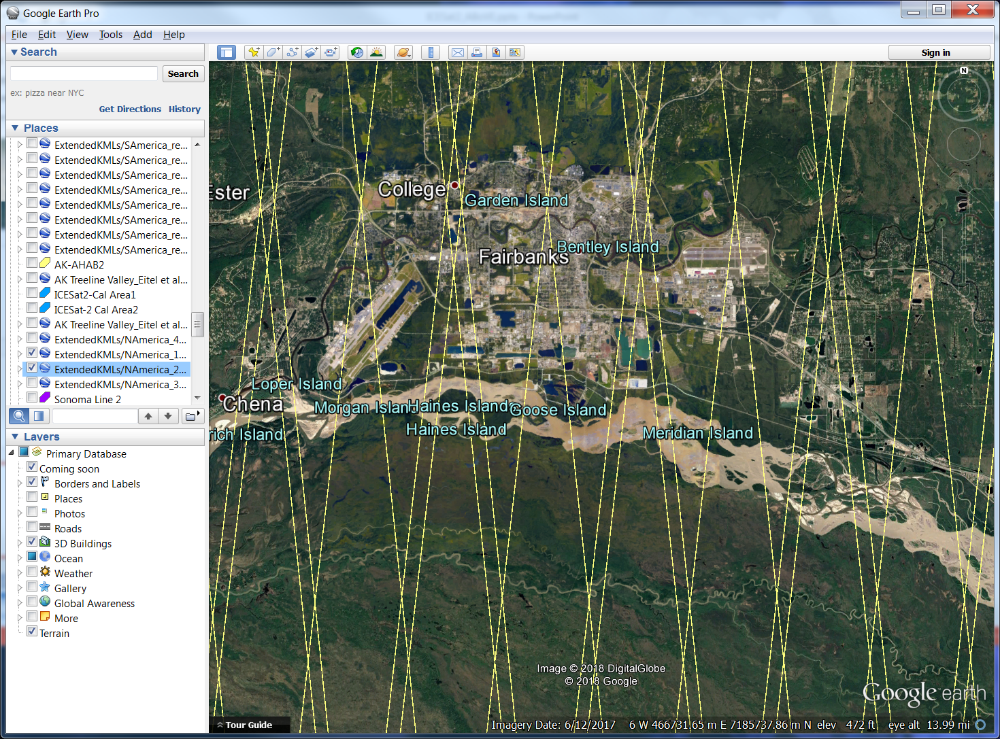 Google Earth Pro
File Edit View Tools Add Help
Search
Search
ex: pizza near NYC
Get Directions History
Places
ExtendedKMLs/SAmerica_re...
ExtendedKMLs/SAmerica_re...
ExtendedKMLs/SAmerica_re...
ExtendedKMLs/SAmerica_re...
ExtendedKMLs/SAmerica_re...
ExtendedKMLs/SAmerica_re...
ExtendedKMLs/SAmerica_re...
ExtendedKMLs/SAmerica_re...
AK-AHAB2
AK Treeline Valley_Eitel et al...
ICESat2-Cal Area1
ICESat-2 Cal Area2
AK Treeline Valley_Eitel et al...
ExtendedKMLs/NAmerica_4...
ExtendedKMLs/NAmerica_1...
ExtendedKMLs/NAmerica_2...
ExtendedKMLs/NAmerica_3...
Sonoma Line 2
Layers
Primary Database
Coming soon
Borders and Labels
Places
Photos
Roads
3D Buildings
Ocean
Weather
Gallery
Global Awareness
More
Terrain
Sign in
N
Ester
College
Garden Island
Bentley Island
Fairbanks
Loper Island
Chena
Morgan Island
Haines Island
Goose Island
rich Island
Haines Island
Meridian Island
Image © 2018 DigitalGlobe
© 2018 Google
Google earth
Tour Guide
Imagery Date: 6/12/2017 6 W 466731.65 m E 7185737.86 m N elev 472 ft eye alt 13.99 mi